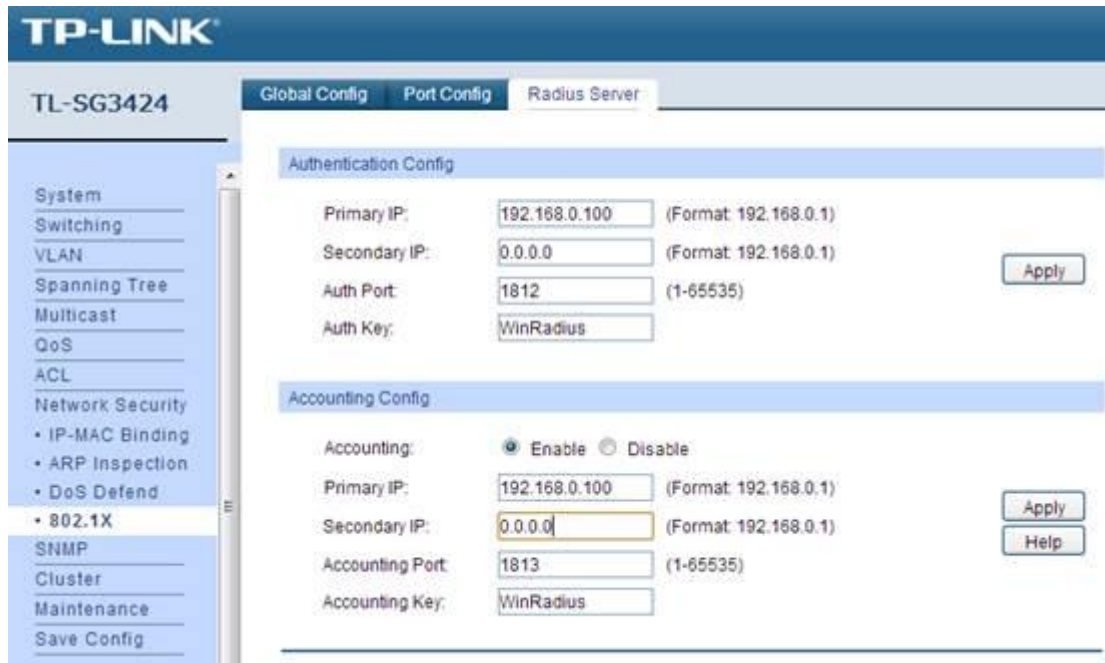 TP-LINK
TL-SG3424
Global Config Port Config Radius Server
System
Switching
VLAN
Spanning Tree
Multicast
QoS
ACL
Network Security
• IP-MAC Binding
• ARP Inspection
• DoS Defend
• 802.1X
SNMP
Cluster
Maintenance
Save Config
Authentication Config
Primary IP: 192.168.0.100 (Format: 192.168.0.1)
Secondary IP: 0.0.0.0 (Format: 192.168.0.1)
Auth Port: 1812 (1-65535)
Auth Key: WinRadius
Apply
Accounting Config
Accounting: Enable Disable
Primary IP: 192.168.0.100 (Format: 192.168.0.1)
Secondary IP: 0.0.0.0 (Format: 192.168.0.1)
Accounting Port: 1813 (1-65535)
Accounting Key: WinRadius
Apply
Help